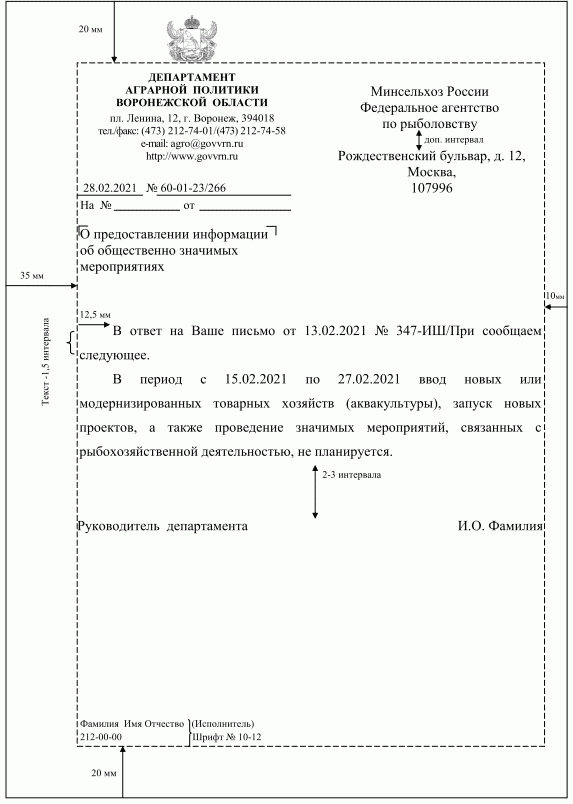 20 мм
ДЕПАРТАМЕНТ
АГРАРНОЙ ПОЛИТИКИ
ВОРОНЕЖСКОЙ ОБЛАСТИ
пл. Ленина, 12, г. Воронеж, 394018
тел./факс: (473) 212-74-01/(473) 212-74-58
e-mail: agro@govvrn.ru
http://www.govvrn.ru
Минсельхоз России
Федеральное агентство
по рыболовству
доп. интервал
Рождественский бульвар, д. 12,
Москва,
107996
28.02.2021 № 60-01-23/266
На № ____________ от ________________
О предоставлении информации
об общественно значимых
мероприятиях
35 мм
10мм
12,5 мм
Текст -1,5 интервала
В ответ на Ваше письмо от 13.02.2021 № 347-ИШ/При сообщаем
следующее.
В период с 15.02.2021 по 27.02.2021 ввод новых или
модернизированных товарных хозяйств (аквакультуры), запуск новых
проектов, а также проведение значимых мероприятий, связанных с
рыбохозяйственной деятельностью, не планируется.
2-3 интервала
Руководитель департамента И.О. Фамилия
Фамилия Имя Отчество (Исполнитель)
212-00-00 Шрифт № 10-12
20 мм